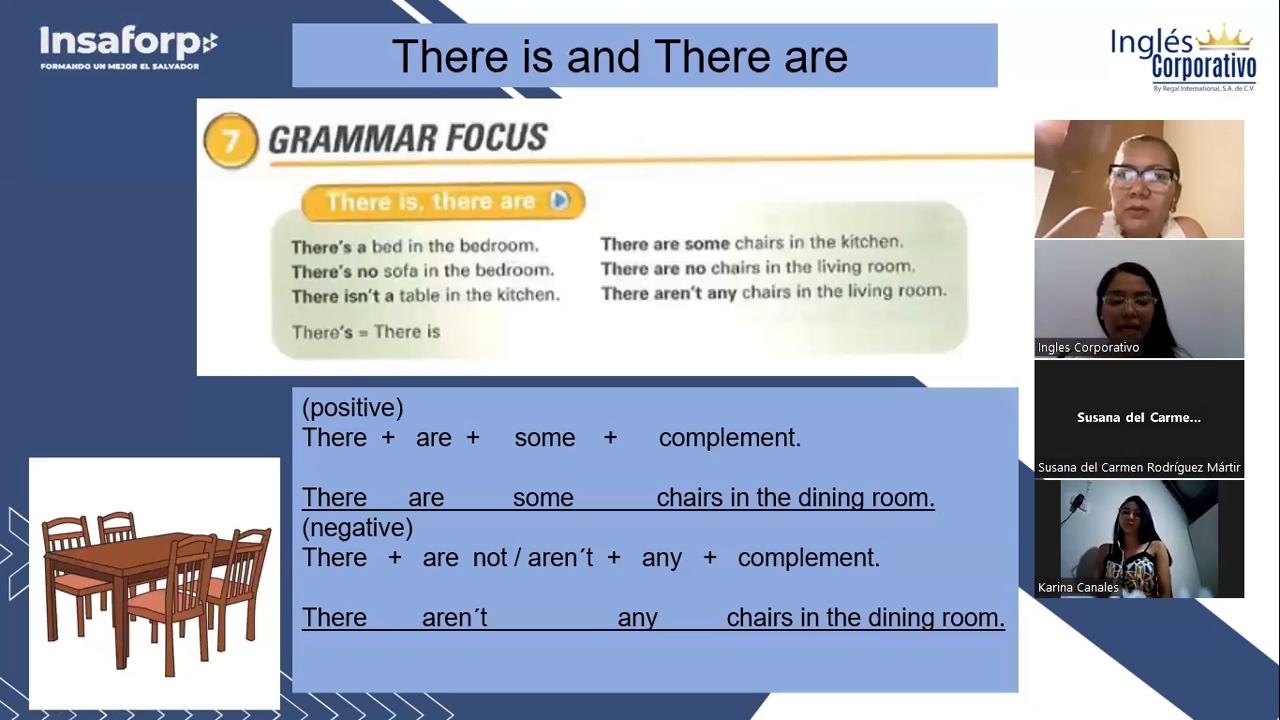 Insaforp
FORMANDO UN MEJOR EL SALVADOR
There is and There are
Inglés
Corporativo
By Regal International, S.A. de C.V.
7 GRAMMAR FOCUS
There is, there are
There's a bed in the bedroom.
There's no sofa in the bedroom.
There isn't a table in the kitchen.
There's = There is
There are some chairs in the kitchen.
There are no chairs in the living room.
There aren't any chairs in the living room.
(positive)
There + are + some + complement.
There are some chairs in the dining room.
(negative)
There + are not / aren´t + any + complement.
There aren´t any chairs in the dining room.
Ingles Corporativo
Susana del Carme...
Susana del Carmen Rodríguez Mártir
Karina Canales